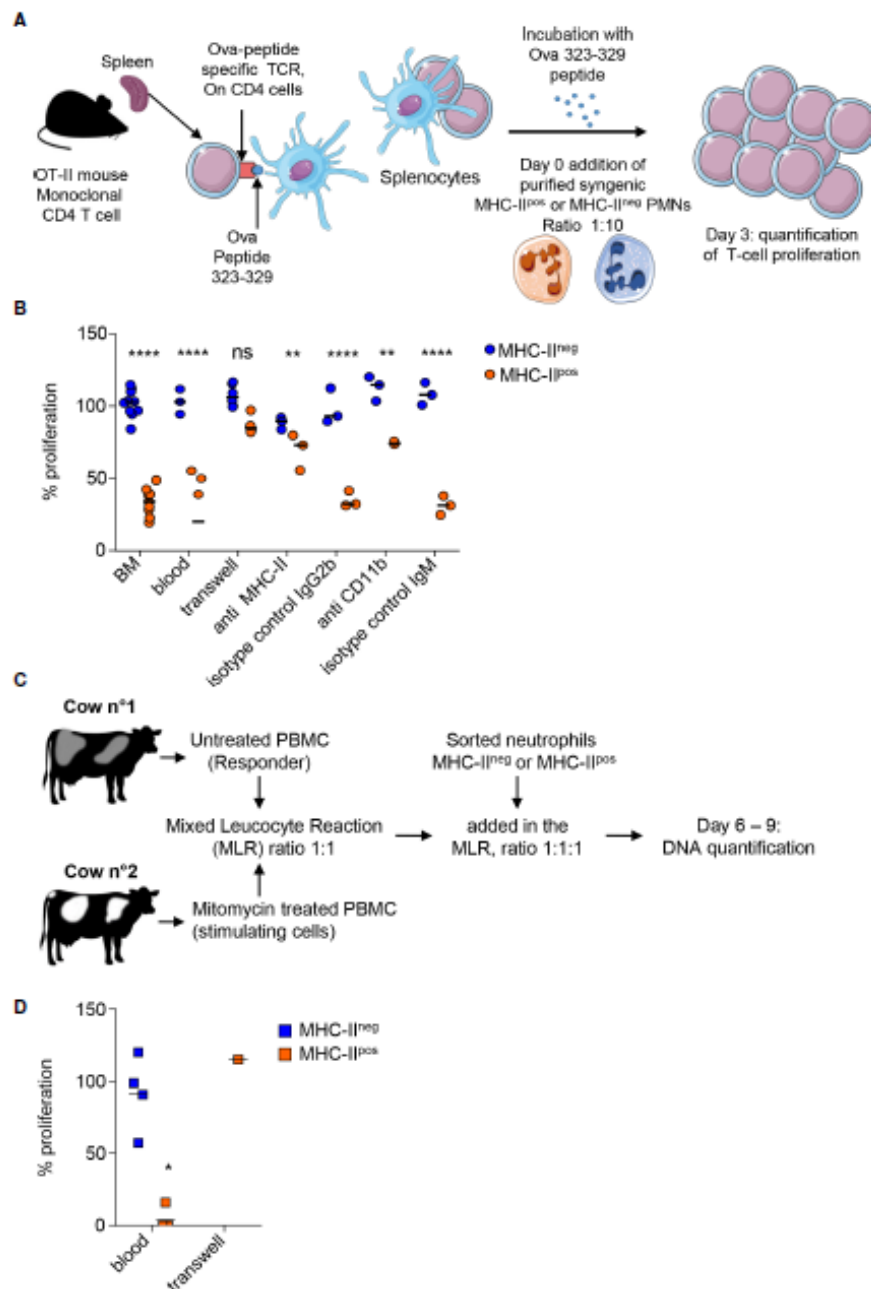 A
Spleen
OT-II mouse
Monoclonal
CD4 T cell
Ova-peptide
specific TCR,
On CD4 cells
Ova
Peptide
323-329
Splenocytes
Incubation with
Ova 323-329
peptide
Day 0 addition of
purified syngenic
MHC-IIpos or MHC-IIneg PMNs
Ratio 1:10
Day 3: quantification
of T-cell proliferation
B
% proliferation
150
100
50
0
**** **** ns ** **** ** ****
MHC-IIneg
MHC-IIpos
BM
blood
transwell
anti MHC-II
isotype control IgG2b
anti CD11b
isotype control IgM
C
Cow n°1
Untreated PBMC
(Responder)
Mixed Leucocyte Reaction
(MLR) ratio 1:1
Cow n°2
Mitomycin treated PBMC
(stimulating cells)
Sorted neutrophils
MHC-IIneg or MHC-IIpos
added in the
MLR, ratio 1:1:1
Day 6 – 9:
DNA quantification
D
% proliferation
150
100
50
0
*
MHC-IIneg
MHC-IIpos
blood
transwell